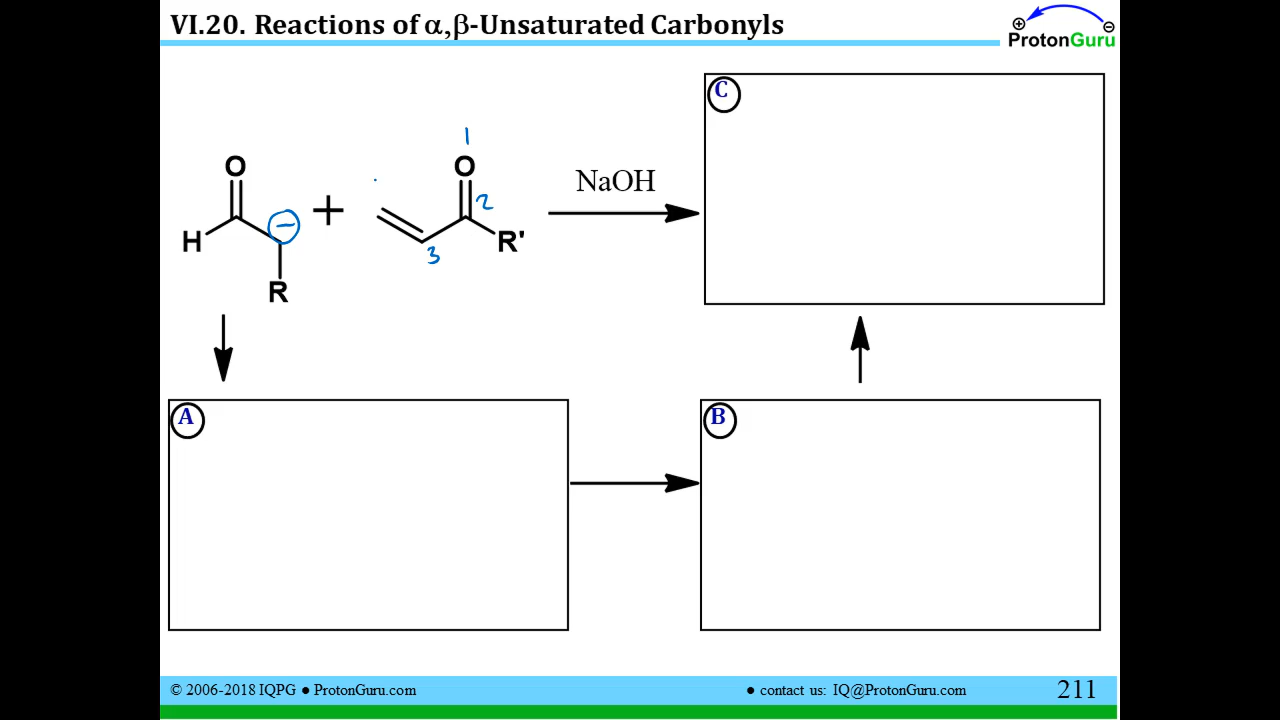 VI.20. Reactions of α,β-Unsaturated Carbonyls
⊕ ⊖
ProtonGuru
C
1
O O
NaOH
2
− +
H R'
3
R
A B
© 2006-2018 IQPG ● ProtonGuru.com ● contact us: IQ@ProtonGuru.com 211